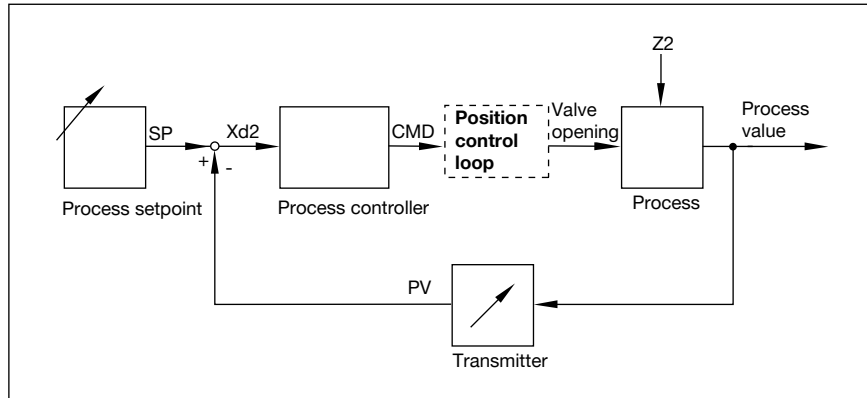 Z2
SP
+
-
Xd2
CMD
Position
control
loop
Valve
opening
Process
value
Process setpoint
Process controller
Process
PV
Transmitter